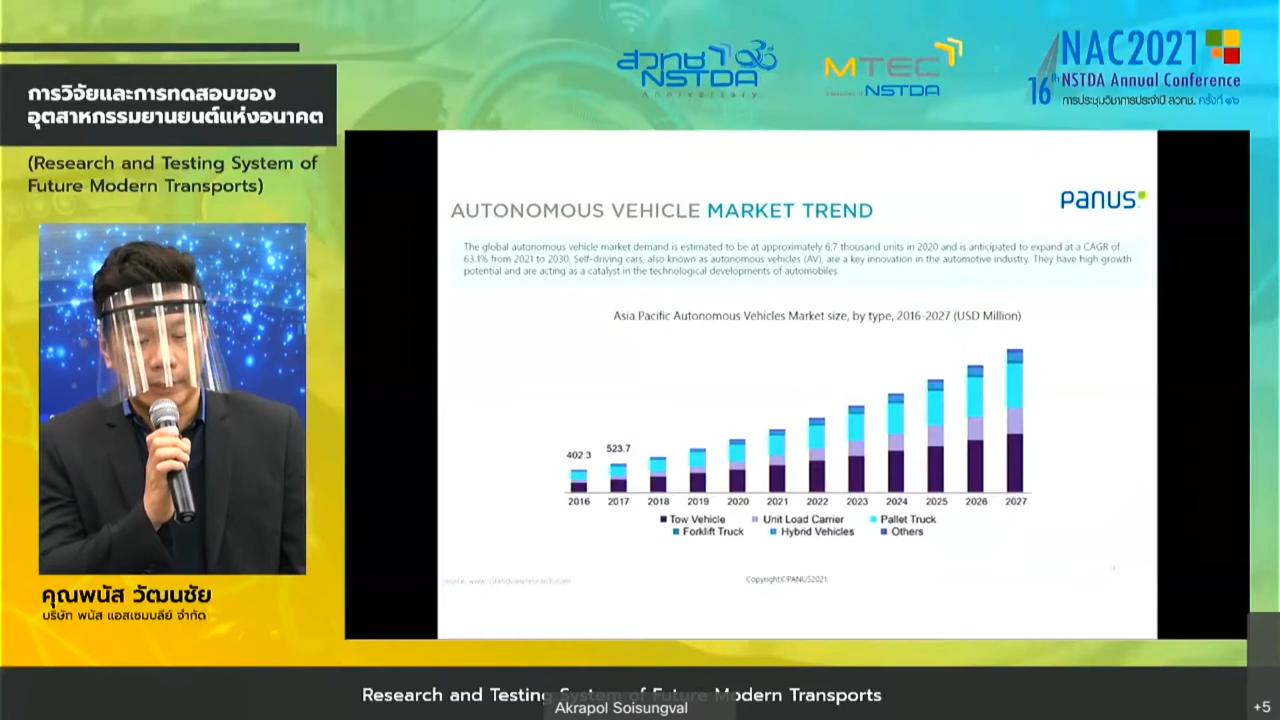 การวิจัยและการทดสอบของ
อุตสาหกรรมยานยนต์แห่งอนาคต
(Research and Testing System of
Future Modern Transports)
สวทช
NSTDA
Anniversary
MTEC
NSTDA
NAC2021
16th NSTDA Annual Conference
การประชุมวิชาการประจำปี สวทช. ครั้งที่ ๑๖
PANUS
AUTONOMOUS VEHICLE MARKET TREND
The global autonomous vehicle market demand is estimated to be at approximately 6.7 thousand units in 2020 and is anticipated to expand at a CAGR of
63.1% from 2021 to 2030. Self-driving cars, also known as autonomous vehicles (AV), are a key innovation in the automotive industry. They have high growth
potential and are acting as a catalyst in the technological developments of automobiles.
Asia Pacific Autonomous Vehicles Market size, by type, 2016-2027 (USD Million)
402.3 523.7
2016 2017 2018 2019 2020 2021 2022 2023 2024 2025 2026 2027
Tow Vehicle Unit Load Carrier Pallet Truck
Forklift Truck Hybrid Vehicles Others
Copyright©PANUS2021
คุณพนัส วัฒนชัย
บริษัท พนัส แอสเซมบลีย์ จำกัด
Research and Testing System of Future Modern Transports
Akrapol Soisungval
+5